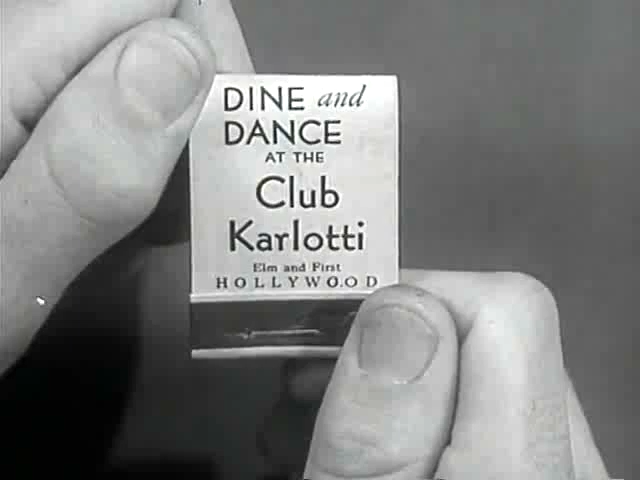 DINE and
DANCE
AT THE
Club
Karlotti
Elm and First
HOLLYWOOD